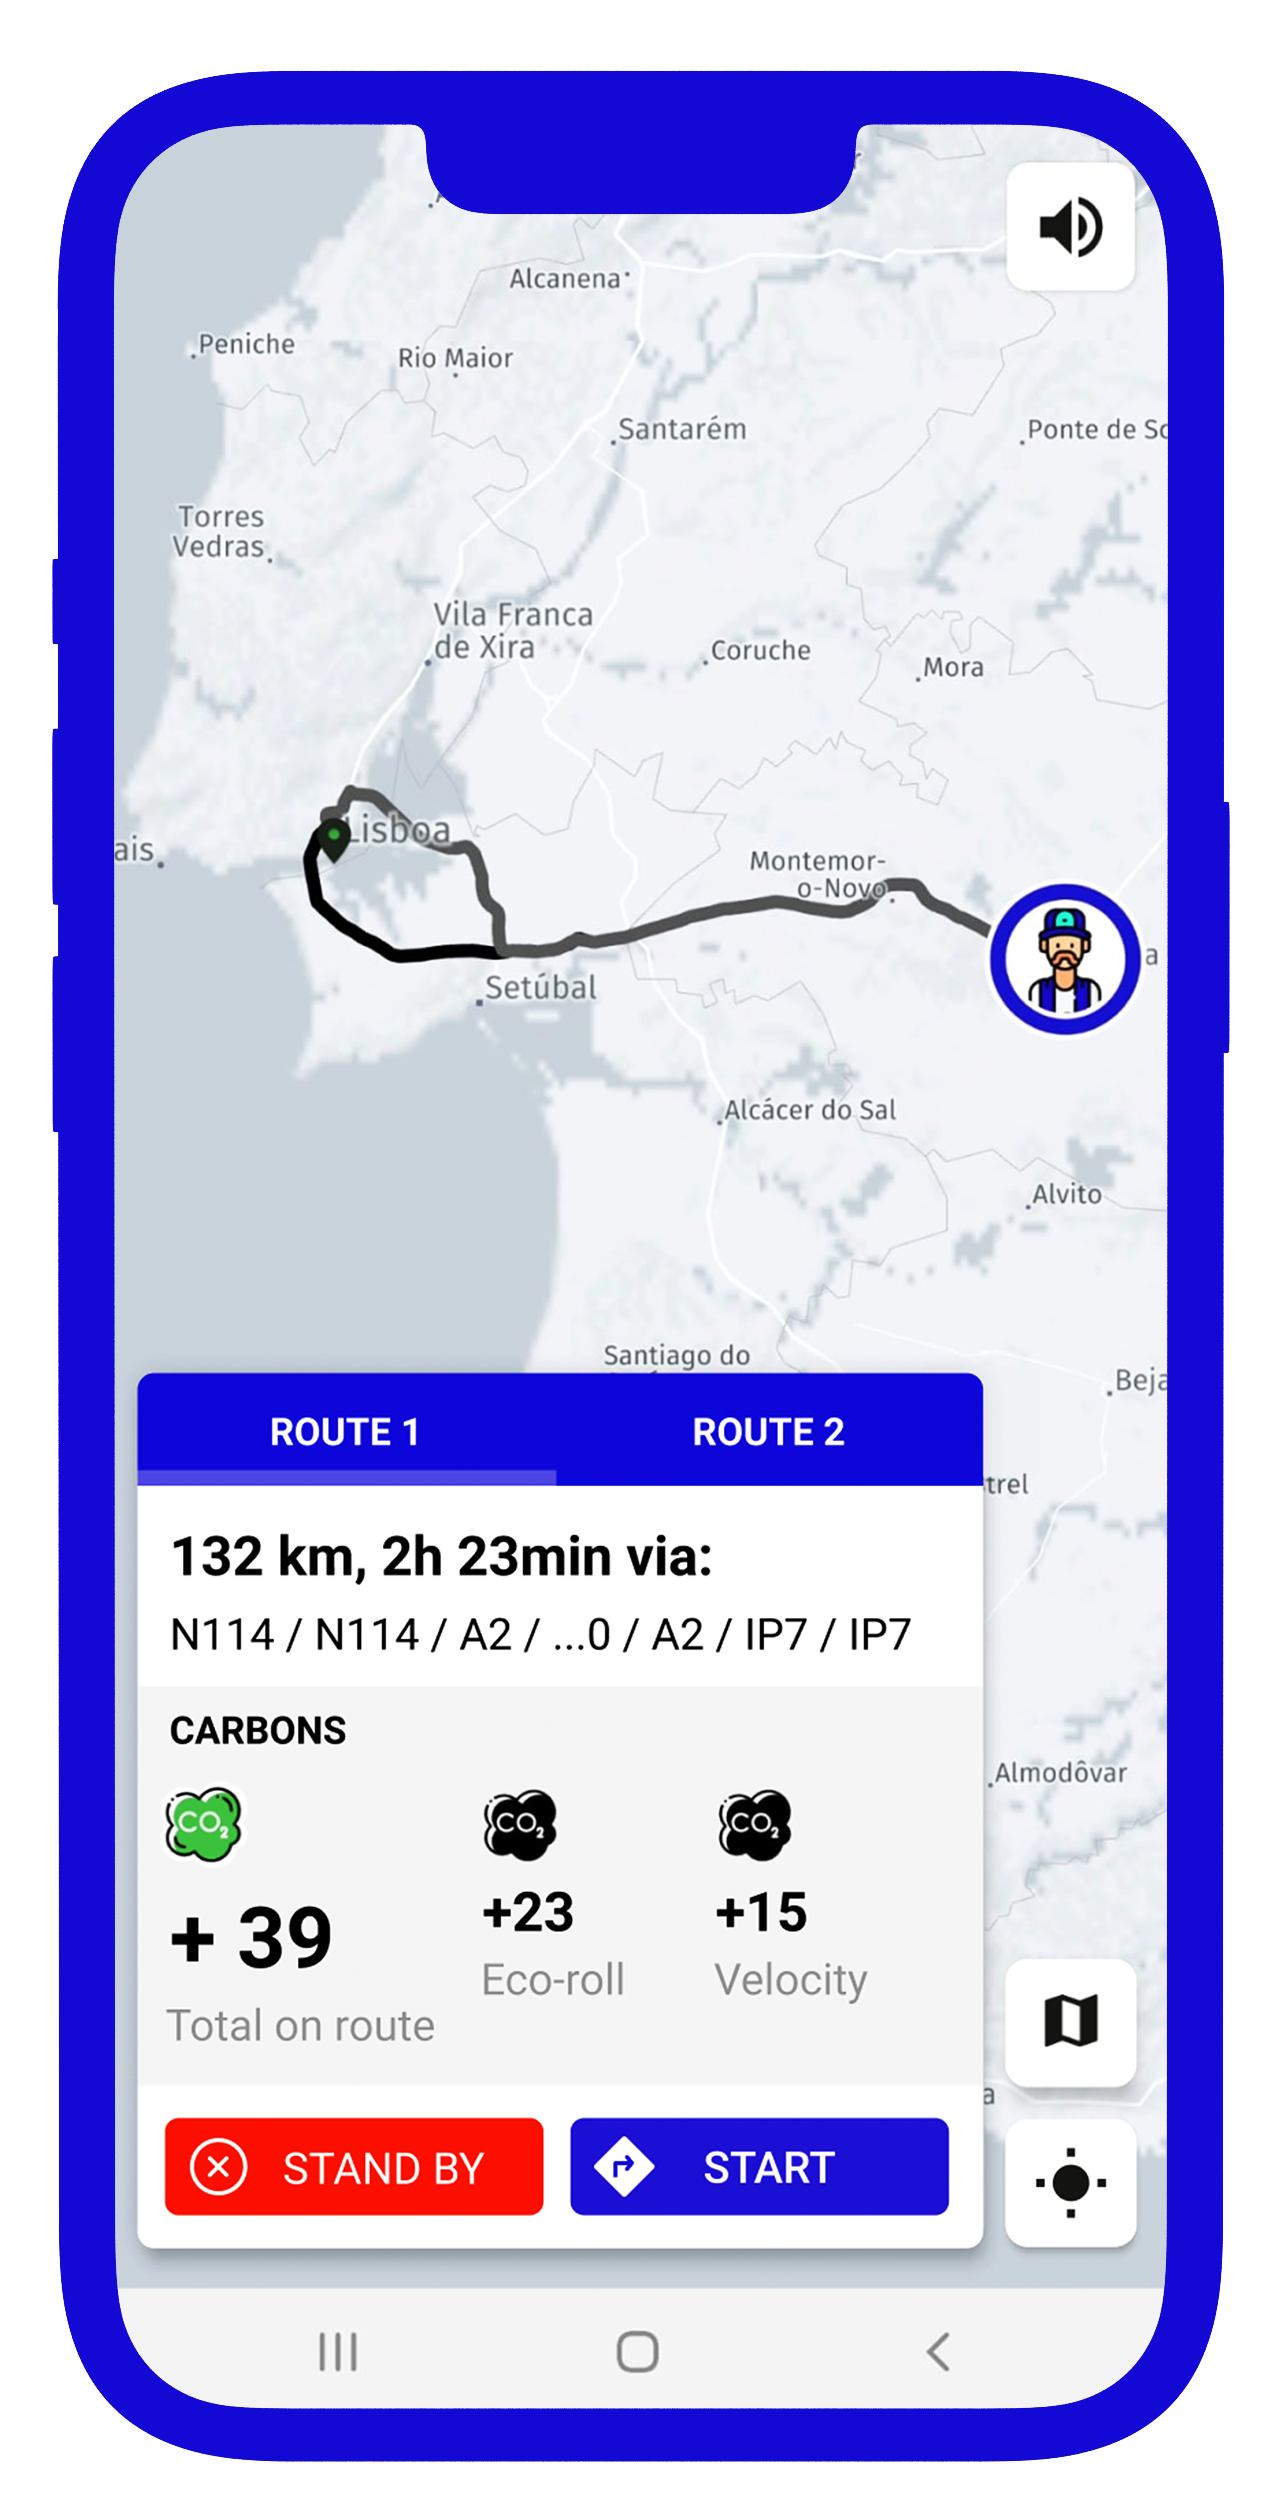 Alcanena
Peniche
Rio Maior
Santarém
Ponte de So
Torres
Vedras
Vila Franca
de Xira
Coruche
Mora
Lisboa
ais
Montemor-
o-Novo
a
Setúbal
Alcácer do Sal
Alvito
Santiago do
Beja
ROUTE 1
ROUTE 2
trel
132 km, 2h 23min via:
N114 / N114 / A2 / ...0 / A2 / IP7 / IP7
CARBONS
Almodôvar
CO2
CO2
CO2
+ 39
+23
+15
Total on route
Eco-roll
Velocity
a
STAND BY
START